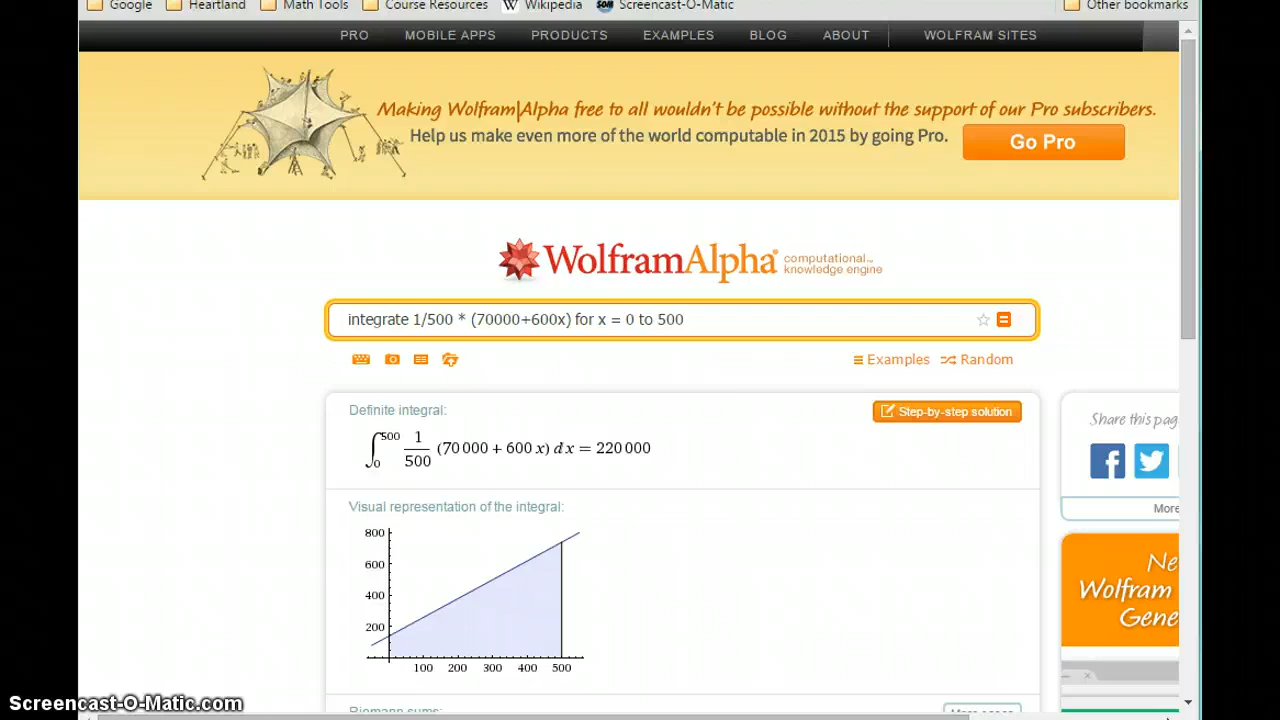 Google Heartland Math Tools Course Resources W Wikipedia SOM Screencast-O-Matic Other bookmarks
PRO MOBILE APPS PRODUCTS EXAMPLES BLOG ABOUT WOLFRAM SITES
Making Wolfram|Alpha free to all wouldn't be possible without the support of our Pro subscribers.
Help us make even more of the world computable in 2015 by going Pro.
Go Pro
WolframAlpha computational
knowledge engine
integrate 1/500 * (70000+600x) for x = 0 to 500
Examples Random
Definite integral:
Step-by-step solution
∫₀⁵⁰⁰ 1/500 (70 000 + 600 x) d x = 220 000
Share this pag
More
Visual representation of the integral:
800
600
400
200
100 200 300 400 500
Ne
Wolfram
Gene
Screencast-O-Matic.com
Riemann sums: